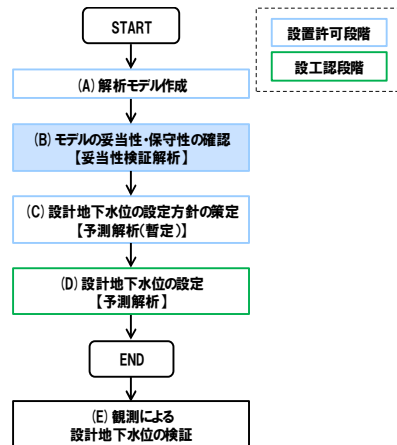 START
設置許可段階
設工認段階
(A) 解析モデル作成
(B) モデルの妥当性・保守性の確認
【妥当性検証解析】
(C) 設計地下水位の設定方針の策定
【予測解析(暫定)】
(D) 設計地下水位の設定
【予測解析】
END
(E) 観測による
設計地下水位の検証